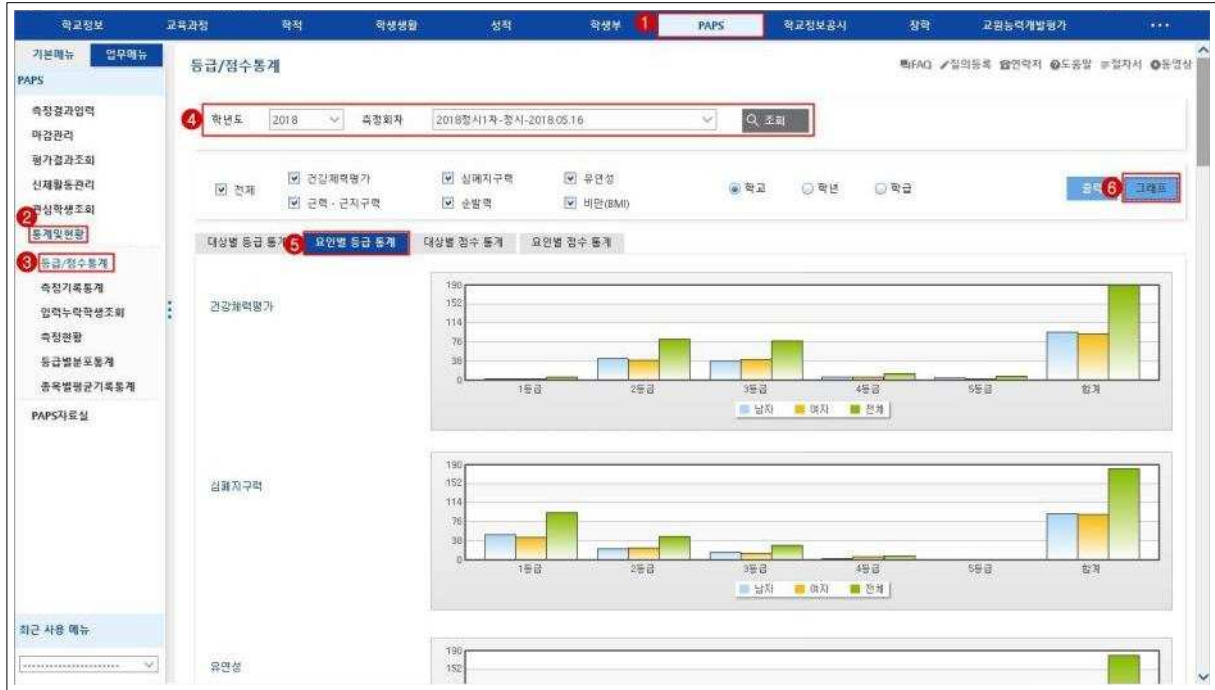 학교정보 교육과정 학적 학생생활 성적 학생부 1 PAPS 학교정보공시 장학 교원능력개발평가 ...
기본메뉴 업무메뉴
PAPS
측정결과입력
마감관리
평가결과조회
신체활동관리
관심학생조회
2
통계및현황
3 등급/점수통계
측정기록통계
입력누락학생조회
측정현황
등급별분포통계
종목별평균기록통계
PAPS자료실
최근 사용 메뉴
----------------------
등급/점수통계
FAQ 질의등록 연락처 도움말 절차서 동영상
4 학년도 2018 측정회차 2018정시1차-정시-2018.05.16 조회
전체 건강체력평가 심폐지구력 유연성
근력·근지구력 순발력 비만(BMI)
학교 학년 학급
출력 6 그래프
대상별 등급 통계 5 요인별 등급 통계 대상별 점수 통계 요인별 점수 통계
건강체력평가
190
152
114
76
38
0
1등급 2등급 3등급 4등급 5등급 합계
남자 여자 전체
심폐지구력
190
152
114
76
38
0
1등급 2등급 3등급 4등급 5등급 합계
남자 여자 전체
유연성
190
152